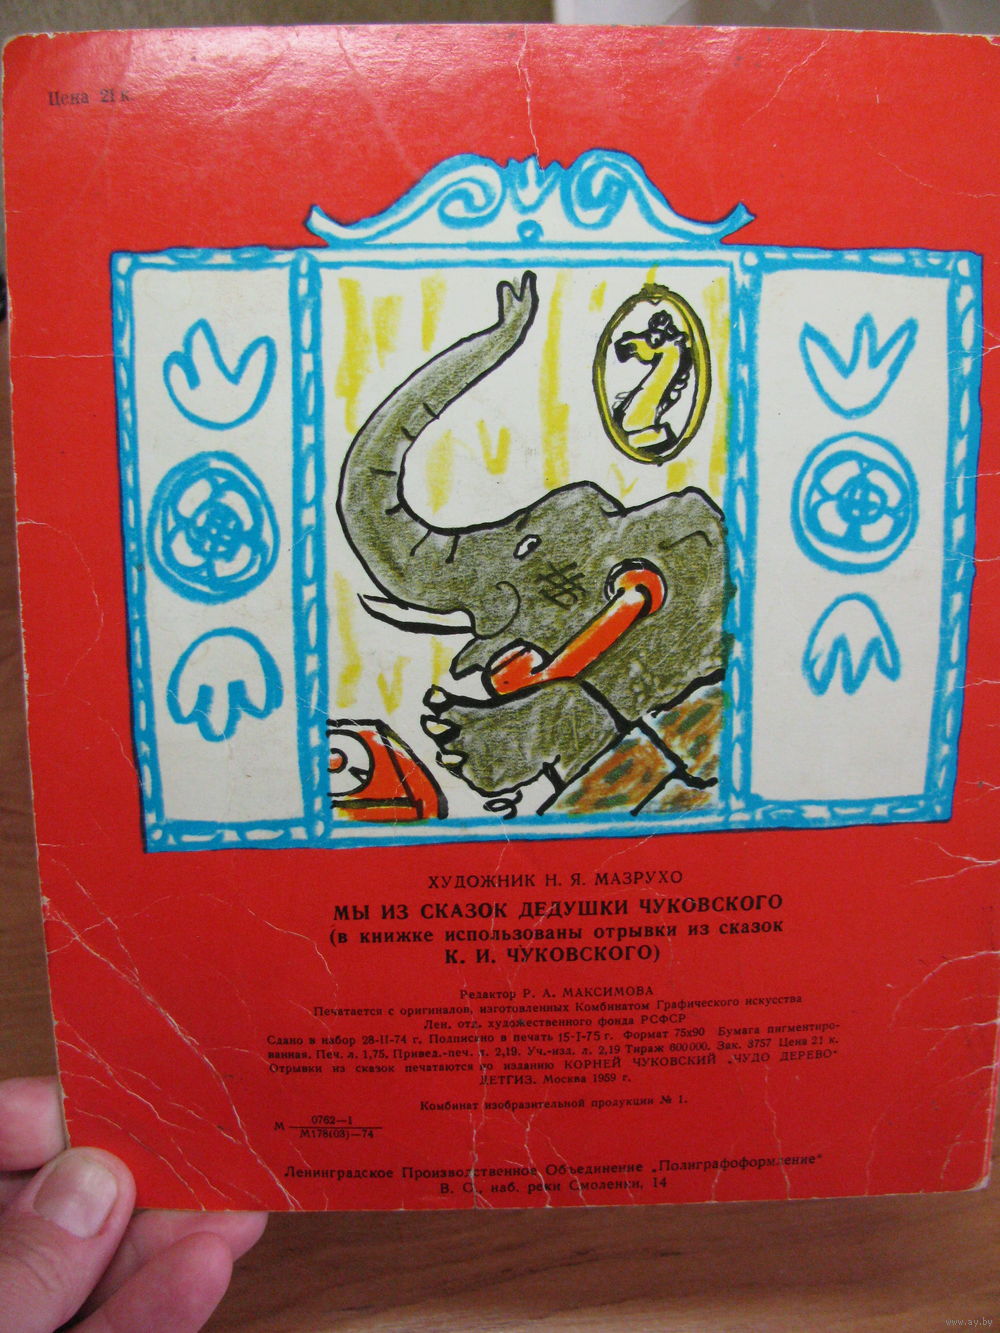 Цена 21 к.
ХУДОЖНИК Н. Я. МАЗРУХО
МЫ ИЗ СКАЗОК ДЕДУШКИ ЧУКОВСКОГО
(в книжке использованы отрывки из сказок
К. И. ЧУКОВСКОГО)
Редактор Р. А. МАКСИМОВА
Печатается с оригиналов, изготовленных Комбинатом Графического искусства
Лен. отд. художественного фонда РСФСР
Сдано в набор 28-II-74 г. Подписано в печать 15-I-75 г. Формат 75х90 Бумага пигментиро-
ванная. Печ. л. 1,75. Привед.-печ. л. 2,19. Уч.-изд. л. 2,19 Тираж 600000. Зак. 3757 Цена 21 к.
Отрывки из сказок печатаются по изданию КОРНЕЙ ЧУКОВСКИЙ „ЧУДО ДЕРЕВО“
ДЕТГИЗ. Москва 1959 г.
Комбинат изобразительной продукции № 1.
М 0762—1
М178(03)—74
Ленинградское Производственное Объединение „Полиграфоформление“
В. О., наб. реки Смоленки, 14
www.ay.by